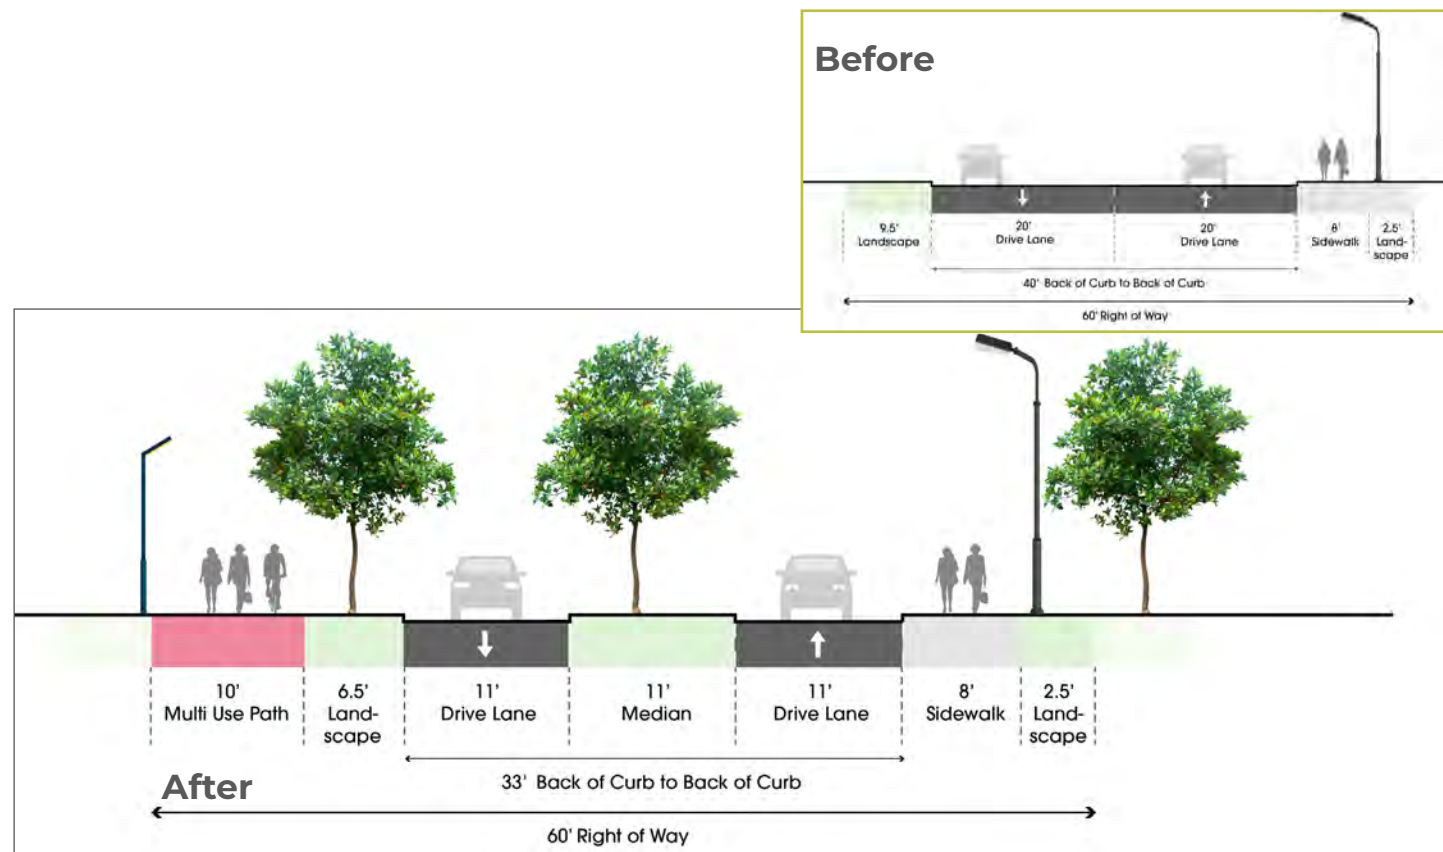 Before
9.5'
Landscape
20'
Drive Lane
20'
Drive Lane
8'
Sidewalk
2.5'
Land-
scape
40' Back of Curb to Back of Curb
60' Right of Way
10'
Multi Use Path
6.5'
Land-
scape
11'
Drive Lane
11'
Median
11'
Drive Lane
8'
Sidewalk
2.5'
Land-
scape
33' Back of Curb to Back of Curb
After
60' Right of Way